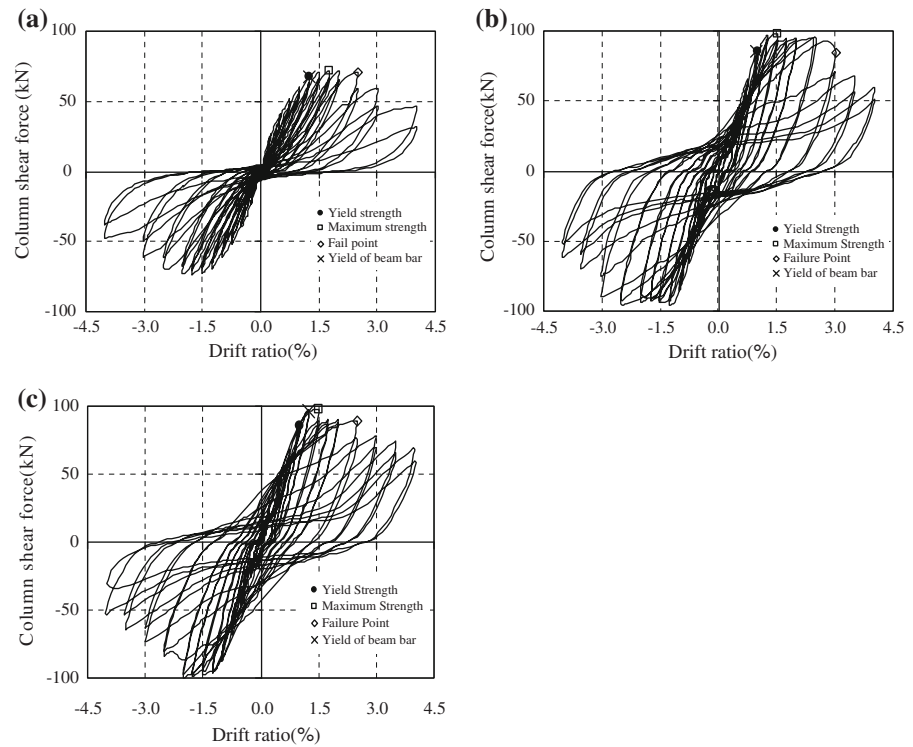 (a)
100
50
0
-50
-100
Column shear force (kN)
-4.5 -3.0 -1.5 0.0 1.5 3.0 4.5
Drift ratio(%)
Yield strength
Maximum strength
Fail point
Yield of beam bar
(b)
100
50
0
-50
-100
Column shear force(kN)
-4.5 -3.0 -1.5 0.0 1.5 3.0 4.5
Drift ratio(%)
Yield Strength
Maximum Strength
Failure Point
Yield of beam bar
(c)
100
50
0
-50
-100
Column shear force(kN)
-4.5 -3.0 -1.5 0.0 1.5 3.0 4.5
Drift ratio(%)
Yield Strength
Maximum Strength
Failure Point
Yield of beam bar